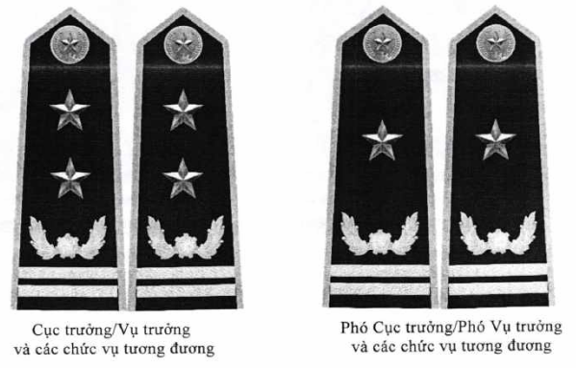 Cục trưởng/Vụ trưởng
và các chức vụ tương đương
Phó Cục trưởng/Phó Vụ trưởng
và các chức vụ tương đương